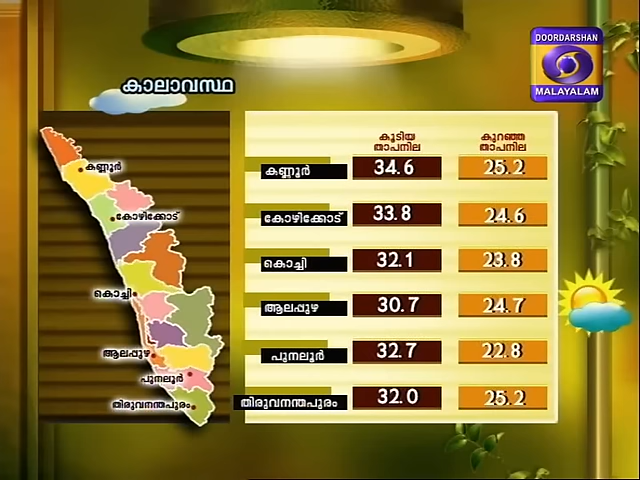 DOORDARSHAN
MALAYALAM
കാലാവസ്ഥ
കൂടിയ താപനില
കുറഞ്ഞ താപനില
കണ്ണൂർ 34.6 25.2
കോഴിക്കോട് 33.8 24.6
കൊച്ചി 32.1 23.8
ആലപ്പുഴ 30.7 24.7
പുനലൂർ 32.7 22.8
തിരുവനന്തപുരം 32.0 25.2
കണ്ണൂർ
കോഴിക്കോട്
കൊച്ചി
ആലപ്പുഴ
പുനലൂർ
തിരുവനന്തപുരം